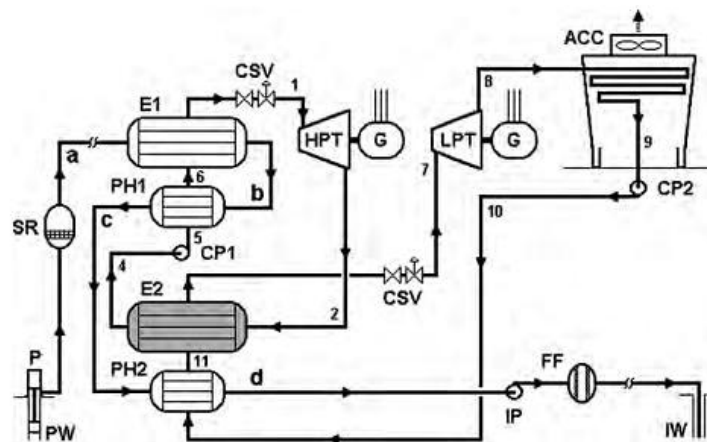 ACC
CSV
1
8
E1
HPT
G
LPT
G
a
6
7
9
PH1
b
SR
c
5
10
CP2
4
CP1
E2
2
CSV
P
PH2
11
d
FF
PW
IP
IW